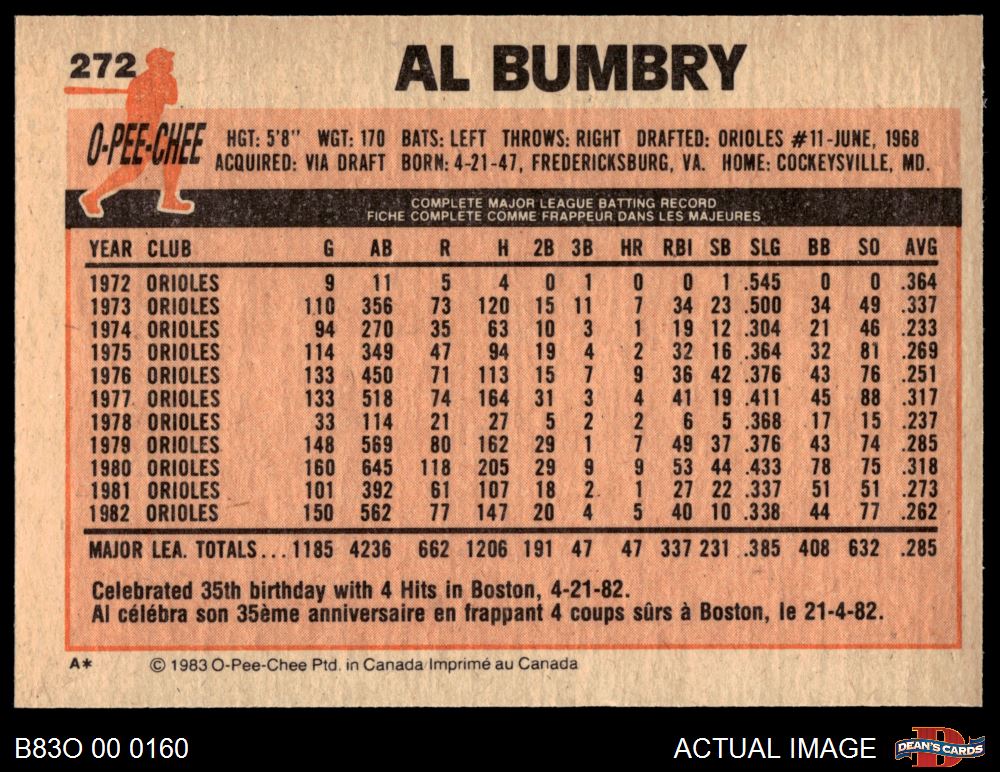 272 AL BUMBRY
O-PEE-CHEE
HGT: 5'8" WGT: 170 BATS: LEFT THROWS: RIGHT DRAFTED: ORIOLES #11-JUNE, 1968
ACQUIRED: VIA DRAFT BORN: 4-21-47, FREDERICKSBURG, VA. HOME: COCKEYSVILLE, MD.
COMPLETE MAJOR LEAGUE BATTING RECORD
FICHE COMPLETE COMME FRAPPEUR DANS LES MAJEURES
YEAR CLUB G AB R H 2B 3B HR RBI SB SLG BB SO AVG
1972 ORIOLES 9 11 5 4 0 1 0 0 1 .545 0 0 .364
1973 ORIOLES 110 356 73 120 15 11 7 34 23 .500 34 49 .337
1974 ORIOLES 94 270 35 63 10 3 1 19 12 .304 21 46 .233
1975 ORIOLES 114 349 47 94 19 4 2 32 16 .364 32 81 .269
1976 ORIOLES 133 450 71 113 15 7 9 36 42 .376 43 76 .251
1977 ORIOLES 133 518 74 164 31 3 4 41 19 .411 45 88 .317
1978 ORIOLES 33 114 21 27 5 2 2 6 5 .368 17 15 .237
1979 ORIOLES 148 569 80 162 29 1 7 49 37 .376 43 74 .285
1980 ORIOLES 160 645 118 205 29 9 9 53 44 .433 78 75 .318
1981 ORIOLES 101 392 61 107 18 2 1 27 22 .337 51 51 .273
1982 ORIOLES 150 562 77 147 20 4 5 40 10 .338 44 77 .262
MAJOR LEA. TOTALS... 1185 4236 662 1206 191 47 47 337 231 .385 408 632 .285
Celebrated 35th birthday with 4 Hits in Boston, 4-21-82.
Al célébra son 35ème anniversaire en frappant 4 coups sûrs à Boston, le 21-4-82.
A* © 1983 O-Pee-Chee Ptd. in Canada/Imprimé au Canada
B83O 00 0160 ACTUAL IMAGE DEAN'S CARDS